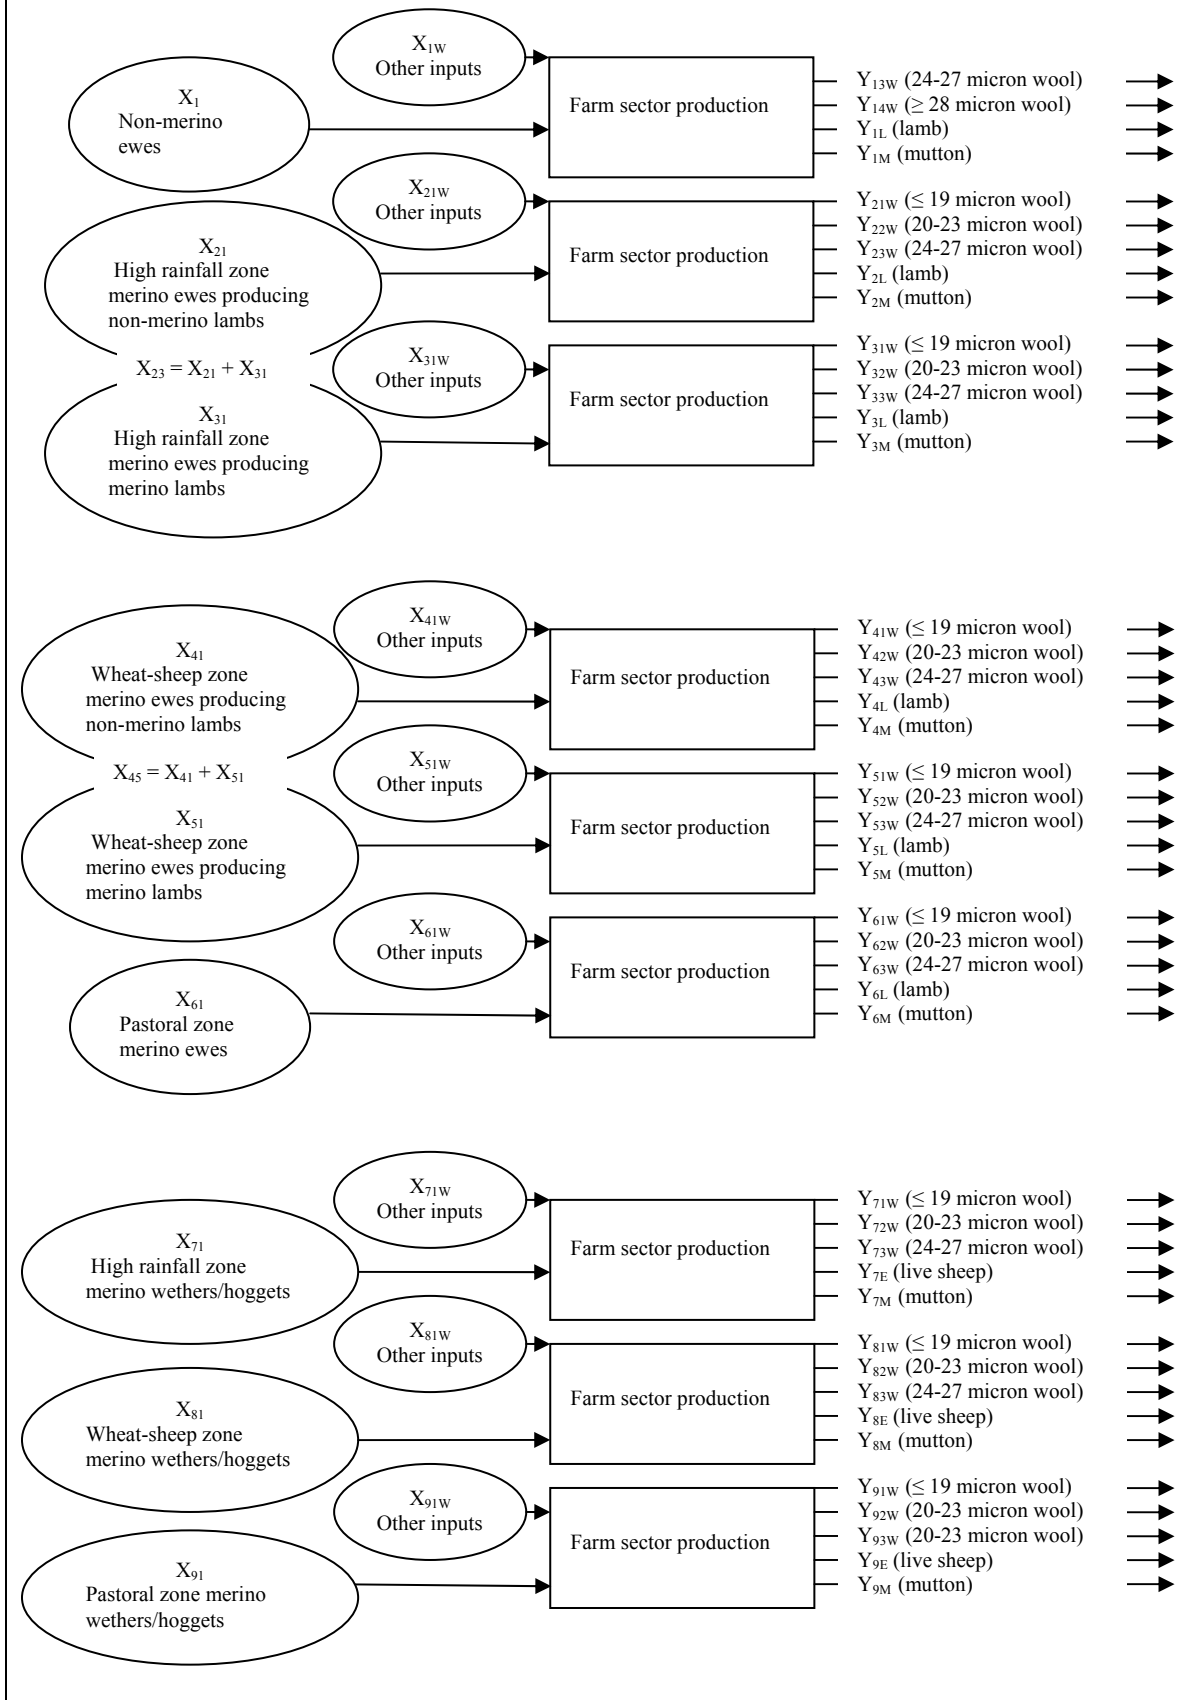 X1W
Other inputs
X1
Non-merino
ewes
Farm sector production
Y13W (24-27 micron wool)
Y14W (≥ 28 micron wool)
Y1L (lamb)
Y1M (mutton)
X21W
Other inputs
X21
High rainfall zone
merino ewes producing
non-merino lambs
Farm sector production
Y21W (≤ 19 micron wool)
Y22W (20-23 micron wool)
Y23W (24-27 micron wool)
Y2L (lamb)
Y2M (mutton)
X23 = X21 + X31
X31W
Other inputs
X31
High rainfall zone
merino ewes producing
merino lambs
Farm sector production
Y31W (≤ 19 micron wool)
Y32W (20-23 micron wool)
Y33W (24-27 micron wool)
Y3L (lamb)
Y3M (mutton)
X41W
Other inputs
X41
Wheat-sheep zone
merino ewes producing
non-merino lambs
Farm sector production
Y41W (≤ 19 micron wool)
Y42W (20-23 micron wool)
Y43W (24-27 micron wool)
Y4L (lamb)
Y4M (mutton)
X45 = X41 + X51
X51W
Other inputs
X51
Wheat-sheep zone
merino ewes producing
merino lambs
Farm sector production
Y51W (≤ 19 micron wool)
Y52W (20-23 micron wool)
Y53W (24-27 micron wool)
Y5L (lamb)
Y5M (mutton)
X61W
Other inputs
X61
Pastoral zone
merino ewes
Farm sector production
Y61W (≤ 19 micron wool)
Y62W (20-23 micron wool)
Y63W (24-27 micron wool)
Y6L (lamb)
Y6M (mutton)
X71W
Other inputs
X71
High rainfall zone
merino wethers/hoggets
Farm sector production
Y71W (≤ 19 micron wool)
Y72W (20-23 micron wool)
Y73W (24-27 micron wool)
Y7E (live sheep)
Y7M (mutton)
X81W
Other inputs
X81
Wheat-sheep zone
merino wethers/hoggets
Farm sector production
Y81W (≤ 19 micron wool)
Y82W (20-23 micron wool)
Y83W (24-27 micron wool)
Y8E (live sheep)
Y8M (mutton)
X91W
Other inputs
X91
Pastoral zone merino
wethers/hoggets
Farm sector production
Y91W (≤ 19 micron wool)
Y92W (20-23 micron wool)
Y93W (20-23 micron wool)
Y9E (live sheep)
Y9M (mutton)